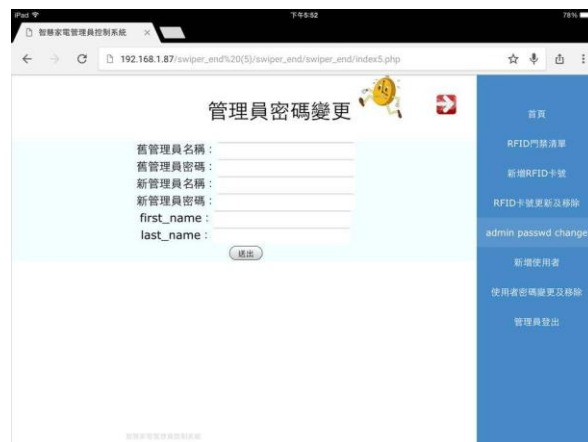 iPad
下午5:52
78%
智慧家電管理員控制系統
192.168.1.87/swiper_end%20(5)/swiper_end/swiper_end/index5.php
管理員密碼變更
舊管理員名稱：
舊管理員密碼：
新管理員名稱：
新管理員密碼：
first_name：
last_name：
送出
首頁
RFID門禁清單
新增RFID卡號
RFID卡號更新及移除
admin passwd change
新增使用者
使用者密碼變更及移除
管理員登出